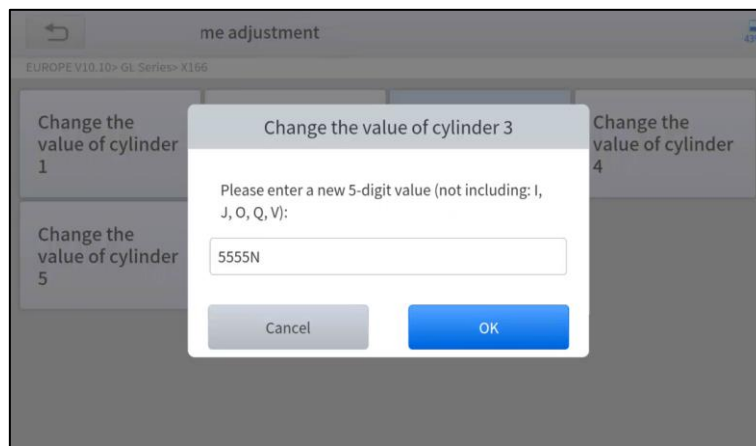 me adjustment
EUROPE V10.10> GL Series> X166
Change the
value of cylinder
1
Change the
value of cylinder
4
Change the
value of cylinder
5
Change the value of cylinder 3
Please enter a new 5-digit value (not including: I,
J, O, Q, V):
5555N
Cancel
OK